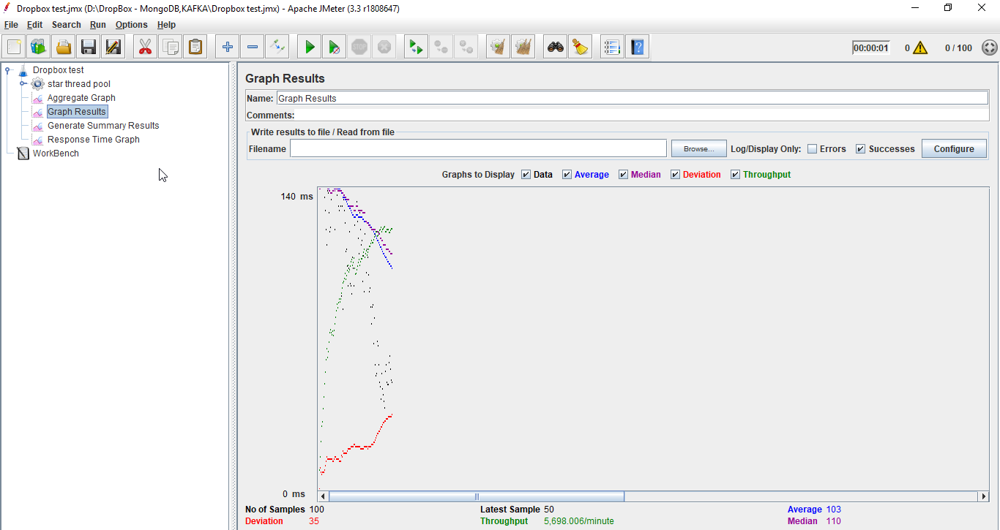 Dropbox test.jmx (D:\DropBox - MongoDB,KAFKA\Dropbox test.jmx) - Apache JMeter (3.3 r1808647)
File Edit Search Run Options Help
STOP
00:00:01 0 0 / 100
Dropbox test
star thread pool
Aggregate Graph
Graph Results
Generate Summary Results
Response Time Graph
WorkBench
Graph Results
Name: Graph Results
Comments:
Write results to file / Read from file
Filename Browse... Log/Display Only: Errors Successes Configure
Graphs to Display Data Average Median Deviation Throughput
140 ms
0 ms
No of Samples 100 Latest Sample 50 Average 103
Deviation 35 Throughput 5,698.006/minute Median 110